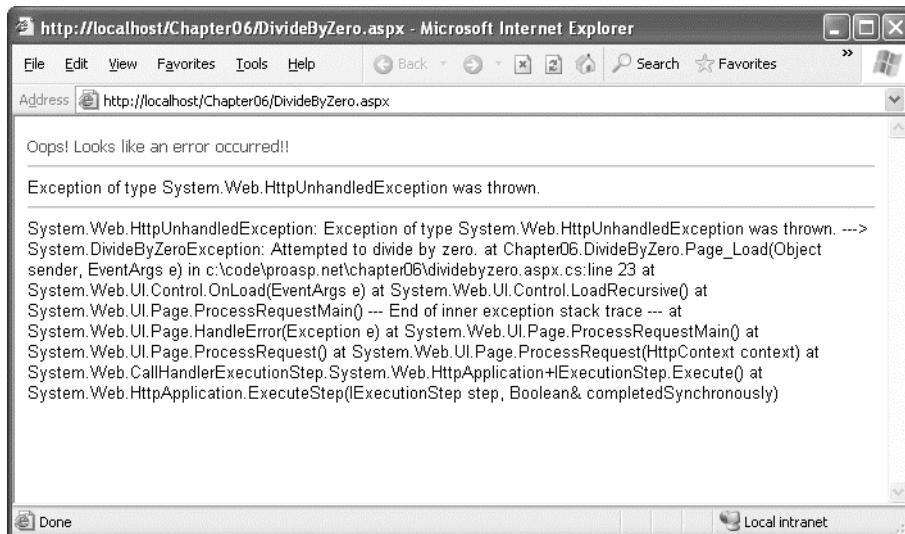 http://localhost/Chapter06/DivideByZero.aspx - Microsoft Internet Explorer
File Edit View Favorites Tools Help Back Search Favorites »
Address http://localhost/Chapter06/DivideByZero.aspx
Oops! Looks like an error occurred!!
Exception of type System.Web.HttpUnhandledException was thrown.
System.Web.HttpUnhandledException: Exception of type System.Web.HttpUnhandledException was thrown. --->
System.DivideByZeroException: Attempted to divide by zero. at Chapter06.DivideByZero.Page_Load(Object
sender, EventArgs e) in c:\code\proasp.net\chapter06\dividebyzero.aspx.cs:line 23 at
System.Web.UI.Control.OnLoad(EventArgs e) at System.Web.UI.Control.LoadRecursive() at
System.Web.UI.Page.ProcessRequestMain() --- End of inner exception stack trace --- at
System.Web.UI.Page.HandleError(Exception e) at System.Web.UI.Page.ProcessRequestMain() at
System.Web.UI.Page.ProcessRequest() at System.Web.UI.Page.ProcessRequest(HttpContext context) at
System.Web.CallHandlerExecutionStep.System.Web.HttpApplication+IExecutionStep.Execute() at
System.Web.HttpApplication.ExecuteStep(IExecutionStep step, Boolean& completedSynchronously)
Done Local intranet